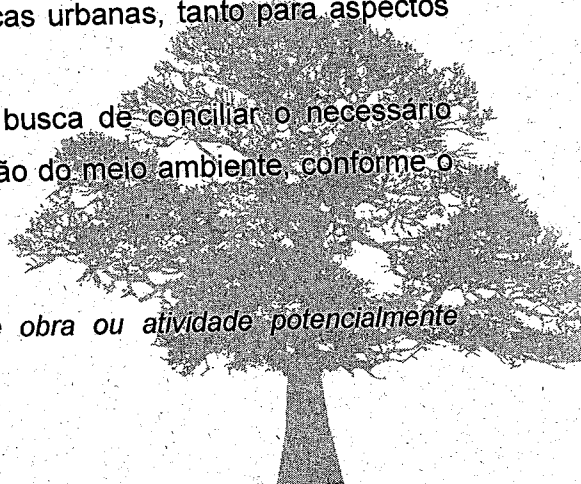 cas urbanas, tanto para aspectos
busca de conciliar o necessário
ão do meio ambiente, conforme o
e obra ou atividade potencialmente